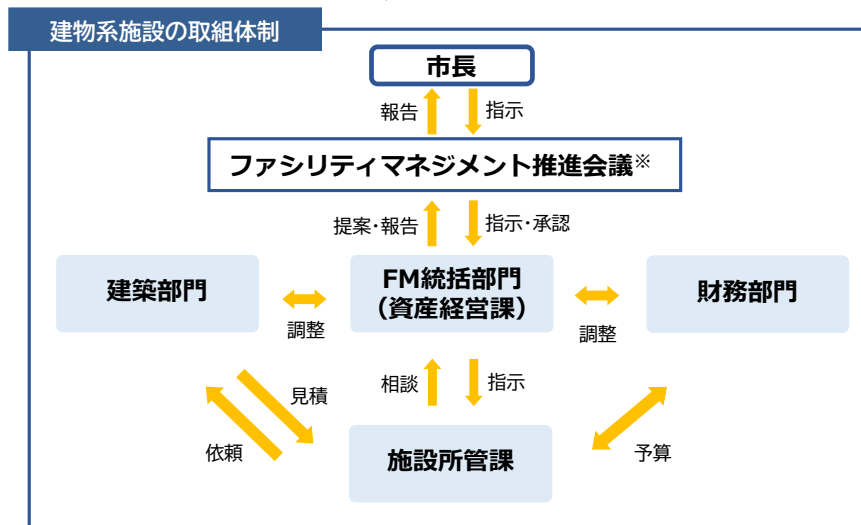 建物系施設の取組体制
市長
報告
指示
ファシリティマネジメント推進会議※
提案・報告
指示・承認
建築部門
調整
FM統括部門
（資産経営課）
調整
財務部門
相談
指示
見積
依頼
施設所管課
予算